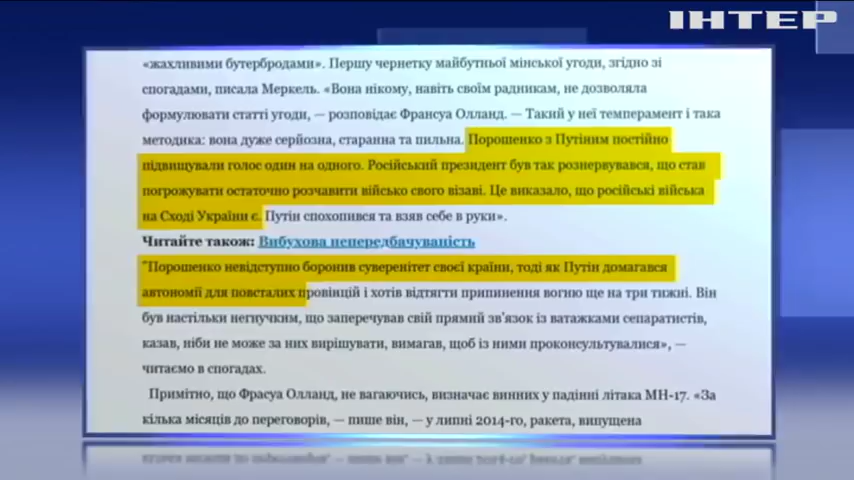 ІНТЕР
«жахливими бутербродами». Першу чернетку майбутньої мінської угоди, згідно зі
спогадами, писала Меркель. «Вона нікому, навіть своїм радникам, не дозволяла
формулювати статті угоди, — розповідає Франсуа Олланд. — Такий у неї темперамент і така
методика: вона дуже серйозна, старанна та пильна. Порошенко з Путіним постійно
підвищували голос один на одного. Російський президент був так рознервувався, що став
погрожувати остаточно розчавити військо свого візаві. Це виказало, що російські війська
на Сході України є. Путін спохопився та взяв себе в руки».
Читайте також: Вибухова непередбачуваність
"Порошенко невідступно боронив суверенітет своєї країни, тоді як Путін домагався
автономії для повсталих провінцій і хотів відтягти припинення вогню ще на три тижні. Він
був настільки негнучким, що заперечував свій прямий зв'язок із ватажками сепаратистів,
казав, ніби не може за них вирішувати, вимагав, щоб із ними проконсультувалися», —
читаємо в спогадах.
Примітно, що Фрасуа Олланд, не вагаючись, визначає винних у падінні літака МН-17. «За
кілька місяців до переговорів, — пише він, — у липні 2014-го, ракета, випущена